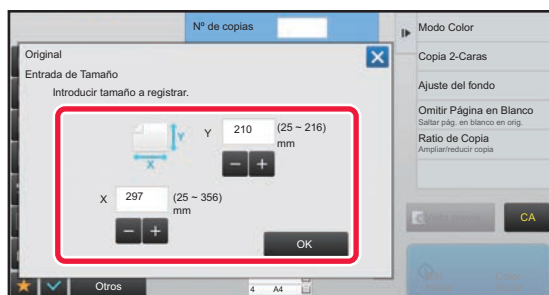 Nº de copias
Original
Entrada de Tamaño
Introducir tamaño a registrar.
Y
Y 210 (25 ~ 216)
mm
X
X 297 (25 ~ 356)
mm
OK
Modo Color
Copia 2-Caras
Ajuste del fondo
Omitir Página en Blanco
Saltar pág. en blanco en orig.
Ratio de Copia
Ampliar/reducir copia
CA
Otros
4 A4